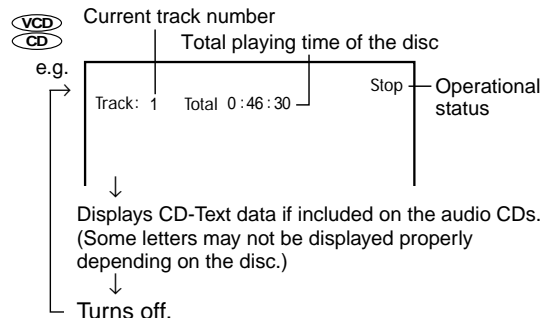 VCD
CD
Current track number
Total playing time of the disc
e.g.
Track: 1 Total 0:46:30
Stop
Operational
status
Displays CD-Text data if included on the audio CDs.
(Some letters may not be displayed properly
depending on the disc.)
Turns off.